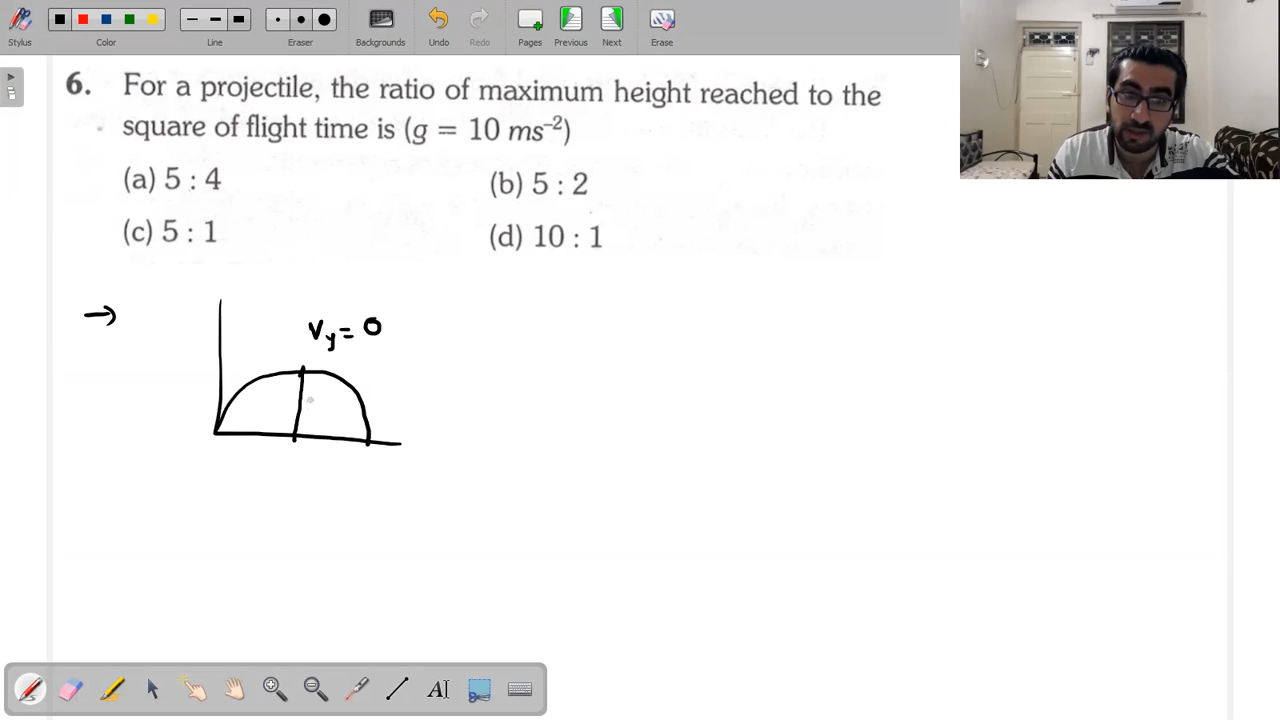 Stylus
Color
Line
Eraser
Backgrounds
Undo
Redo
Pages
Previous
Next
Erase
6. For a projectile, the ratio of maximum height reached to the
square of flight time is (g = 10 ms⁻²)
(a) 5 : 4
(b) 5 : 2
(c) 5 : 1
(d) 10 : 1
→
Vy = 0
AI